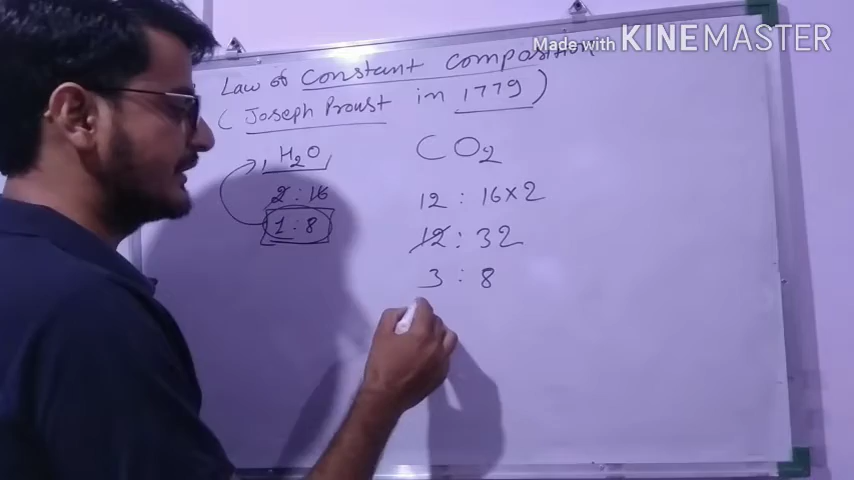 Made with KINEMASTER
Law of Constant Composition
( Joseph Proust in 1779 )
H2O
2 : 16
1 : 8
CO2
12 : 16×2
12 : 32
3 : 8